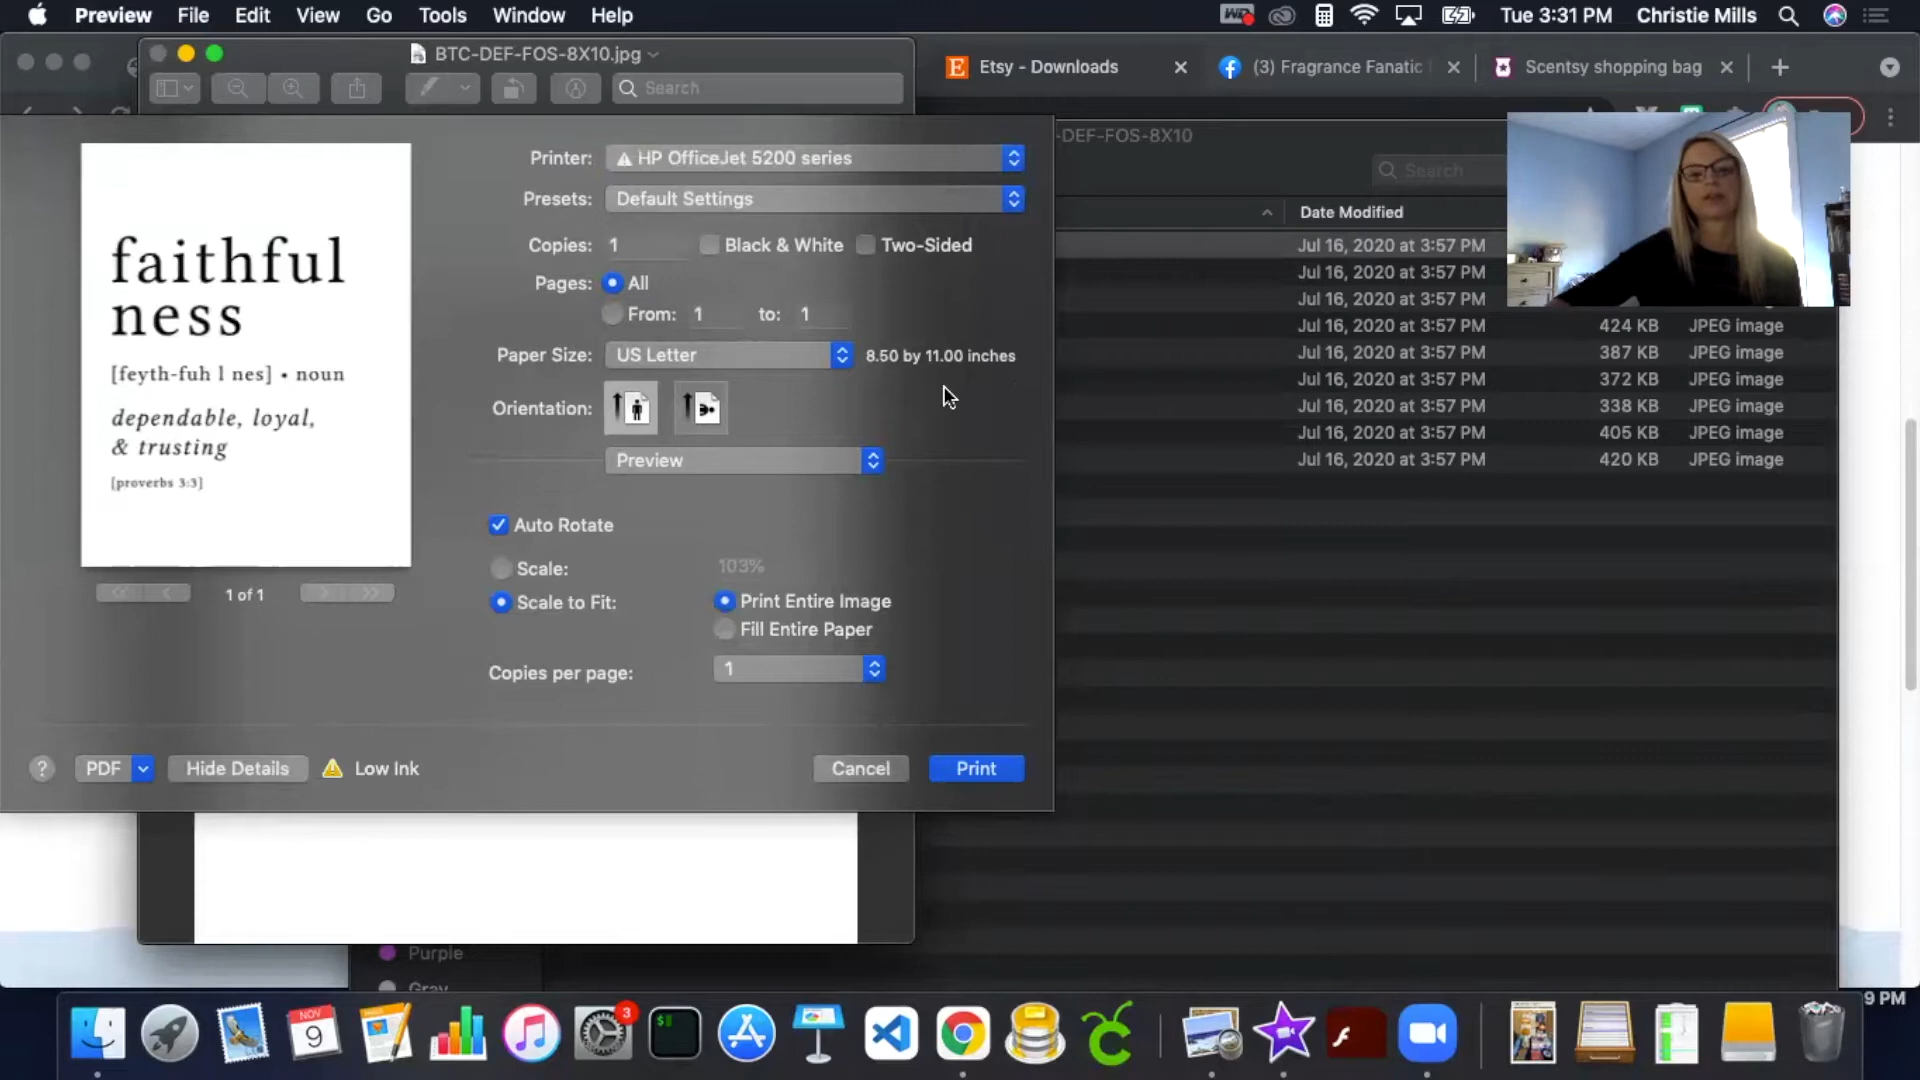 Preview File Edit View Go Tools Window Help
Tue 3:31 PM Christie Mills
BTC-DEF-FOS-8X10.jpg
Etsy - Downloads
(3) Fragrance Fanatic
Scentsy shopping bag
Search
-DEF-FOS-8X10
Search
Printer: HP OfficeJet 5200 series
Presets: Default Settings
Date Modified
Copies: 1 Black & White Two-Sided
Pages: All
From: 1 to: 1
Paper Size: US Letter 8.50 by 11.00 inches
Orientation:
Preview
Auto Rotate
Scale: 103%
Scale to Fit: Print Entire Image
Fill Entire Paper
Copies per page: 1
faithful
ness
[feyth-fuh l nes] • noun
dependable, loyal,
& trusting
[proverbs 3:3]
1 of 1
Jul 16, 2020 at 3:57 PM
Jul 16, 2020 at 3:57 PM
Jul 16, 2020 at 3:57 PM
Jul 16, 2020 at 3:57 PM 424 KB JPEG image
Jul 16, 2020 at 3:57 PM 387 KB JPEG image
Jul 16, 2020 at 3:57 PM 372 KB JPEG image
Jul 16, 2020 at 3:57 PM 338 KB JPEG image
Jul 16, 2020 at 3:57 PM 405 KB JPEG image
Jul 16, 2020 at 3:57 PM 420 KB JPEG image
? PDF Hide Details Low Ink Cancel Print
Purple
Gray
9 PM
NOV
9
3